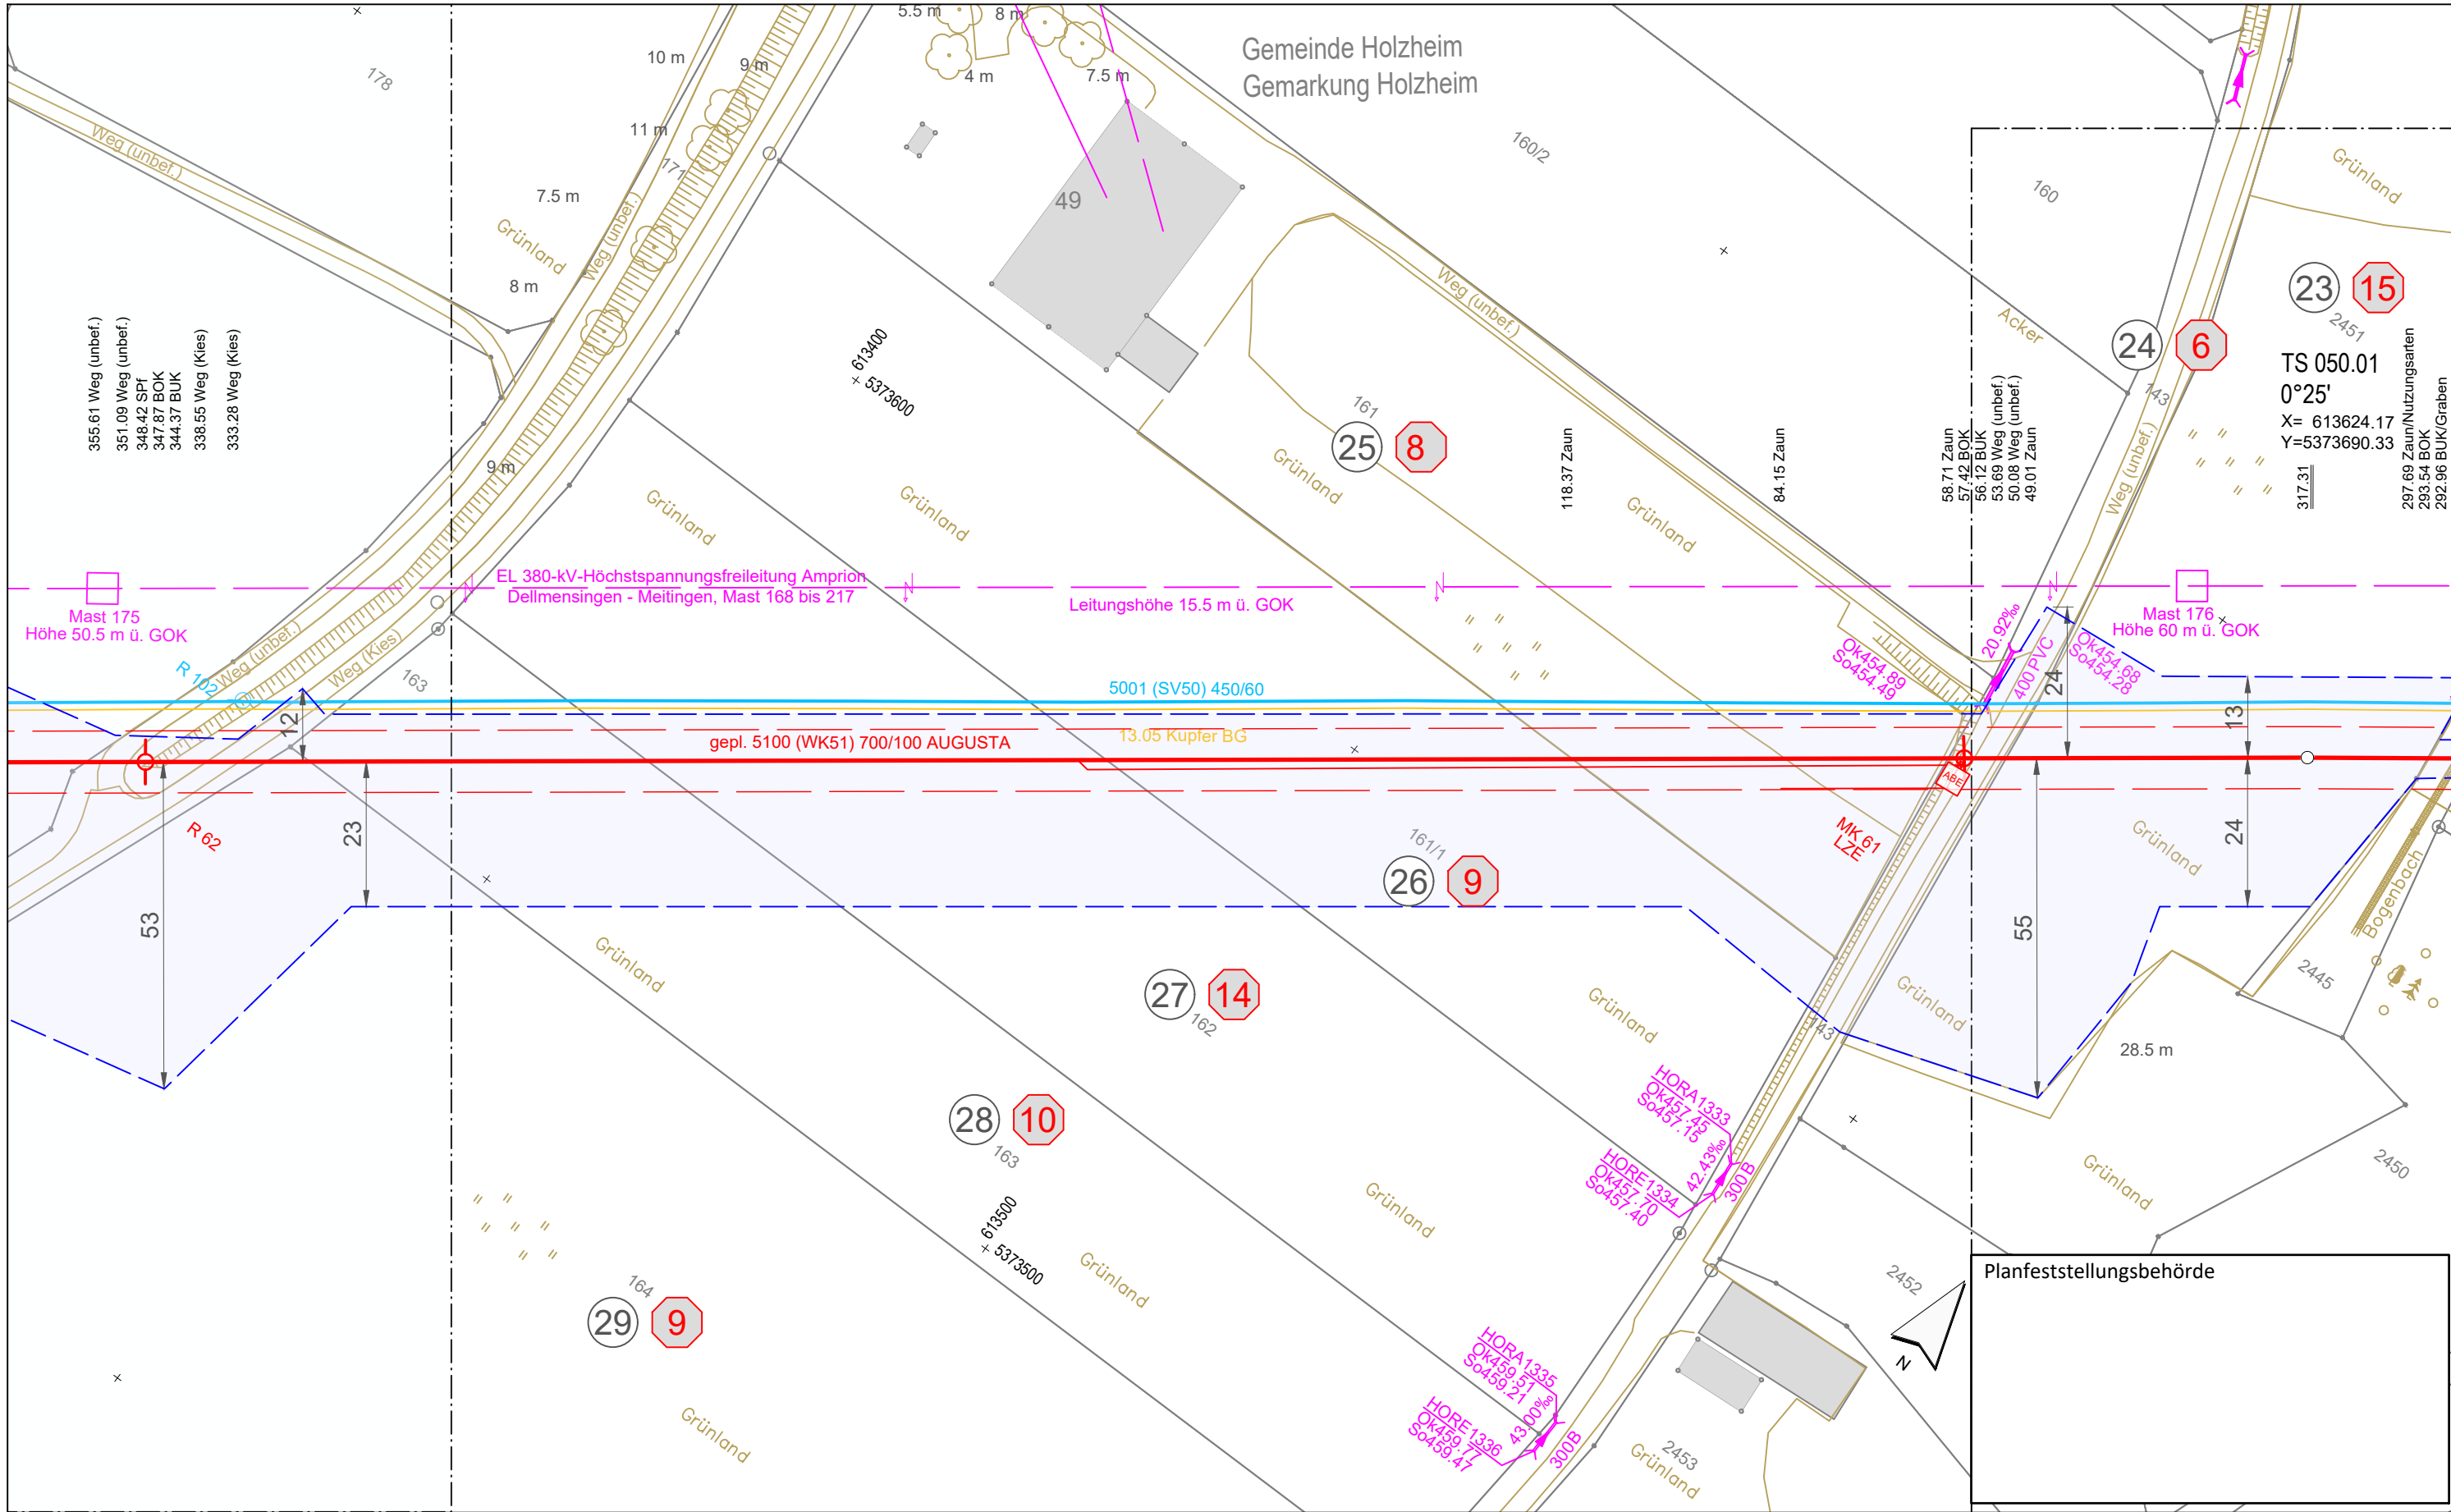 5.5 m
8 m
Gemeinde Holzheim
Gemarkung Holzheim
10 m
9 m
4 m
7.5 m
178
11 m
Weg (unbef.)
171
160/2
Grünland
160
7.5 m
49
Weg (unbef.)
Grünland
8 m
Weg (unbef.)
23
15
2451
Acker
24
6
143
TS 050.01
0°25'
X= 613624.17
Y=5373690.33
317.31
297.69 Zaun/Nutzungsarten
293.54 BOK
292.96 BUK/Graben
355.61 Weg (unbef.)
351.09 Weg (unbef.)
348.42 SPf
347.87 BOK
344.37 BUK
338.55 Weg (Kies)
333.28 Weg (Kies)
613400
+ 5373600
161
25
8
118.37 Zaun
84.15 Zaun
58.71 Zaun
57.42 BOK
56.12 BUK
53.69 Weg (unbef.)
50.08 Weg (unbef.)
49.01 Zaun
9 m
Grünland
Grünland
Grünland
Grünland
Weg (unbef.)
EL 380-kV-Höchstspannungsfreileitung Amprion
Dellmensingen - Meitingen, Mast 168 bis 217
Leitungshöhe 15.5 m ü. GOK
Mast 175
Höhe 50.5 m ü. GOK
Mast 176
Höhe 60 m ü. GOK
R 102
Weg (unbef.)
Weg (Kies)
163
5001 (SV50) 450/60
Ok454.89
So454.49
20.92‰
400 PVC
Ok454.68
So454.28
24
13
12
gepl. 5100 (WK51) 700/100 AUGUSTA
13.05 Kupfer BG
ABE
R 62
23
53
MK 61
LZE
161/1
26
9
24
Grünland
Bogenbach
55
Grünland
27
14
162
Grünland
Grünland
143
2445
28.5 m
28
10
163
HORA1333
Ok457.45
So457.15
42.43‰
300B
HORE1334
Ok457.70
So457.40
2450
Grünland
Grünland
613500
+ 5373500
Grünland
164
29
9
2452
N
Planfeststellungsbehörde
HORA1335
Ok459.51
So459.21
43.00‰
300B
HORE1336
Ok459.77
So459.47
Grünland
2453
Grünland